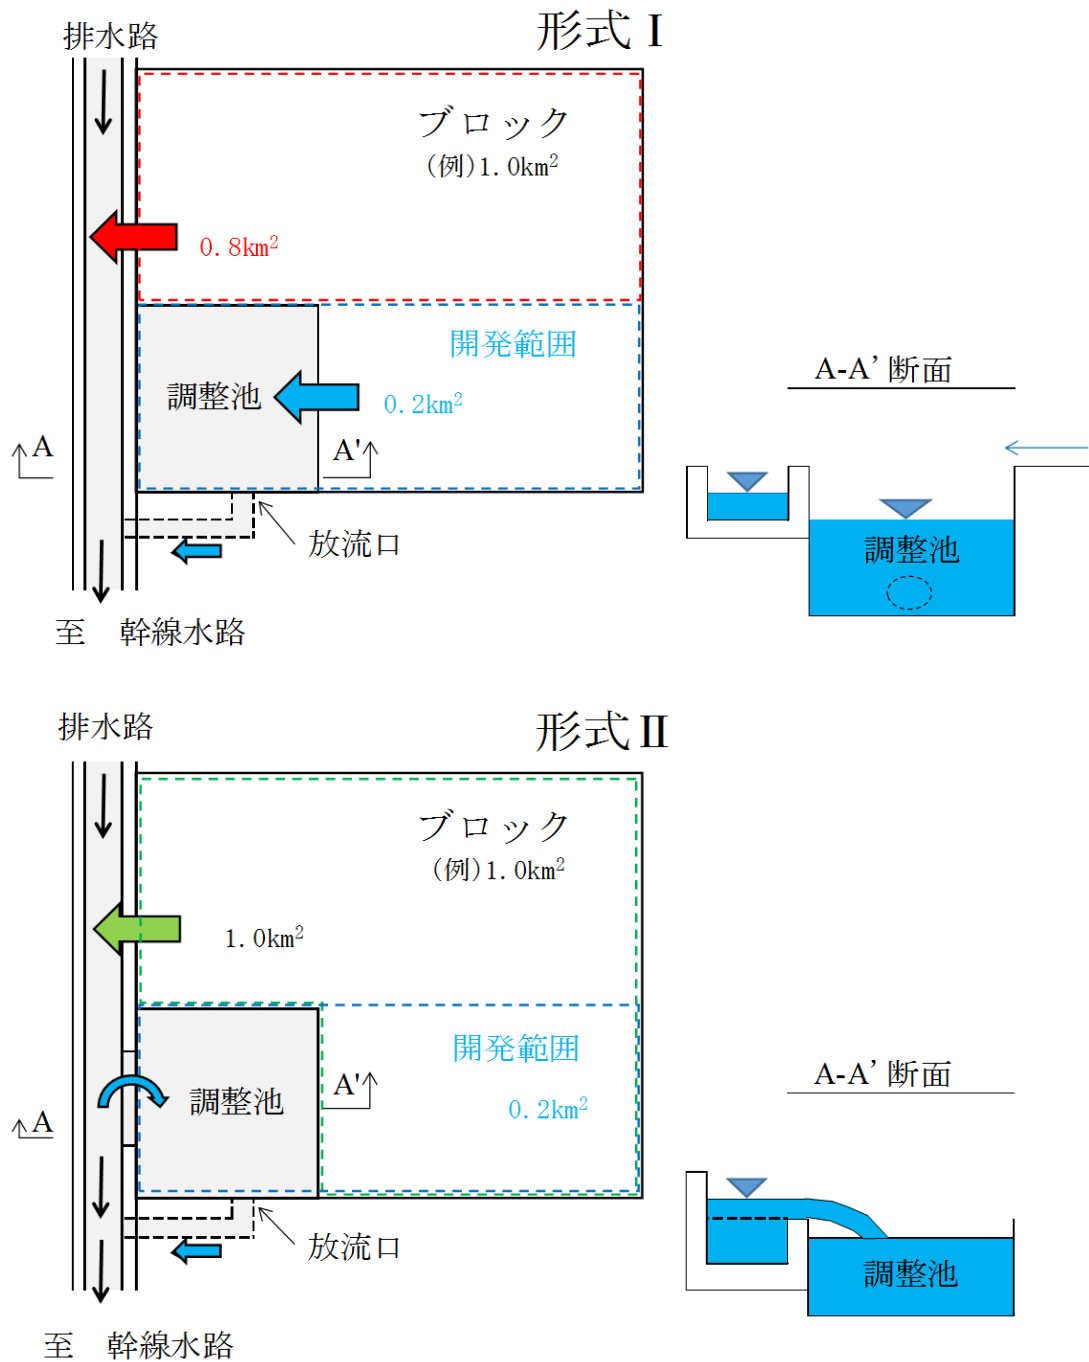 形式Ⅰ
排水路
ブロック
(例)1.0km²
0.8km²
開発範囲
調整池
0.2km²
A
A'
放流口
至 幹線水路
A-A’断面
調整池
形式Ⅱ
排水路
ブロック
(例)1.0km²
1.0km²
開発範囲
調整池
0.2km²
A
A'
放流口
至 幹線水路
A-A’断面
調整池